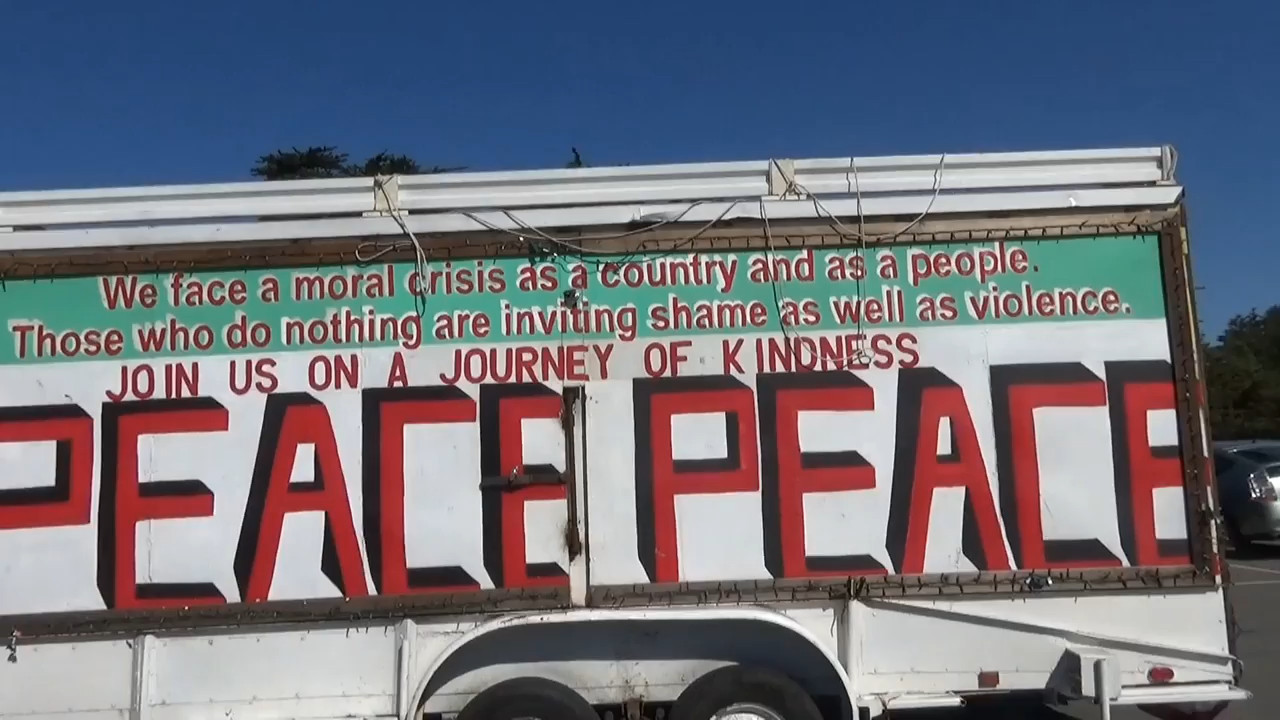 We face a moral crisis as a country and as a people.
Those who do nothing are inviting shame as well as violence.
JOIN US ON A JOURNEY OF KINDNESS
PEACE PEACE